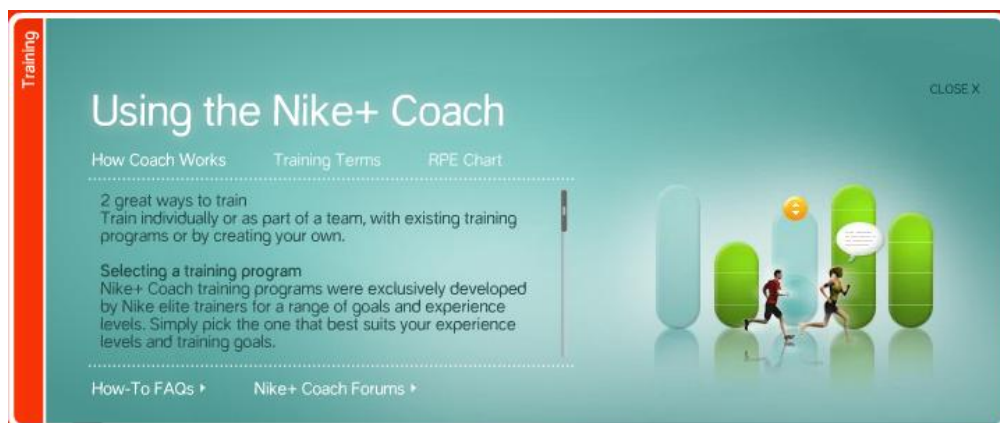 Training
CLOSE X
Using the Nike+ Coach
How Coach Works Training Terms RPE Chart
2 great ways to train
Train individually or as part of a team, with existing training
programs or by creating your own.
Selecting a training program
Nike+ Coach training programs were exclusively developed
by Nike elite trainers for a range of goals and experience
levels. Simply pick the one that best suits your experience
levels and training goals.
How-To FAQs
Nike+ Coach Forums